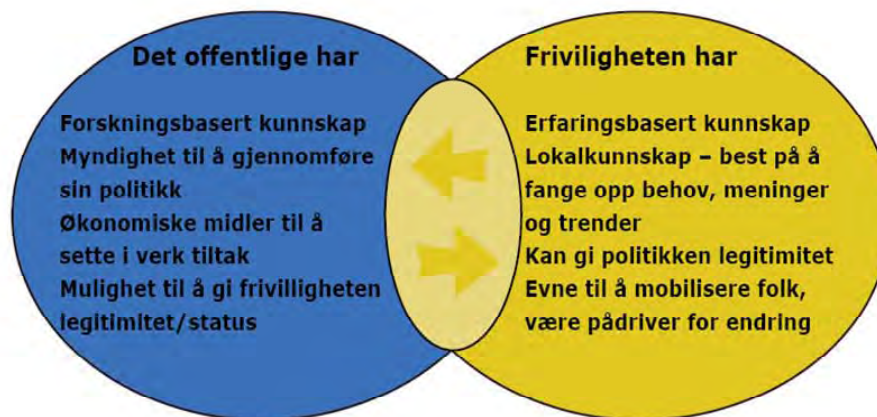 Det offentlige har
Forskningsbasert kunnskap
Myndighet til å gjennomføre
sin politikk
Økonomiske midler til å
sette i verk tiltak
Mulighet til å gi frivilligheten
legitimitet/status
Friviligheten har
Erfaringsbasert kunnskap
Lokalkunnskap – best på å
fange opp behov, meninger
og trender
Kan gi politikken legitimitet
Evne til å mobilisere folk,
være pådriver for endring